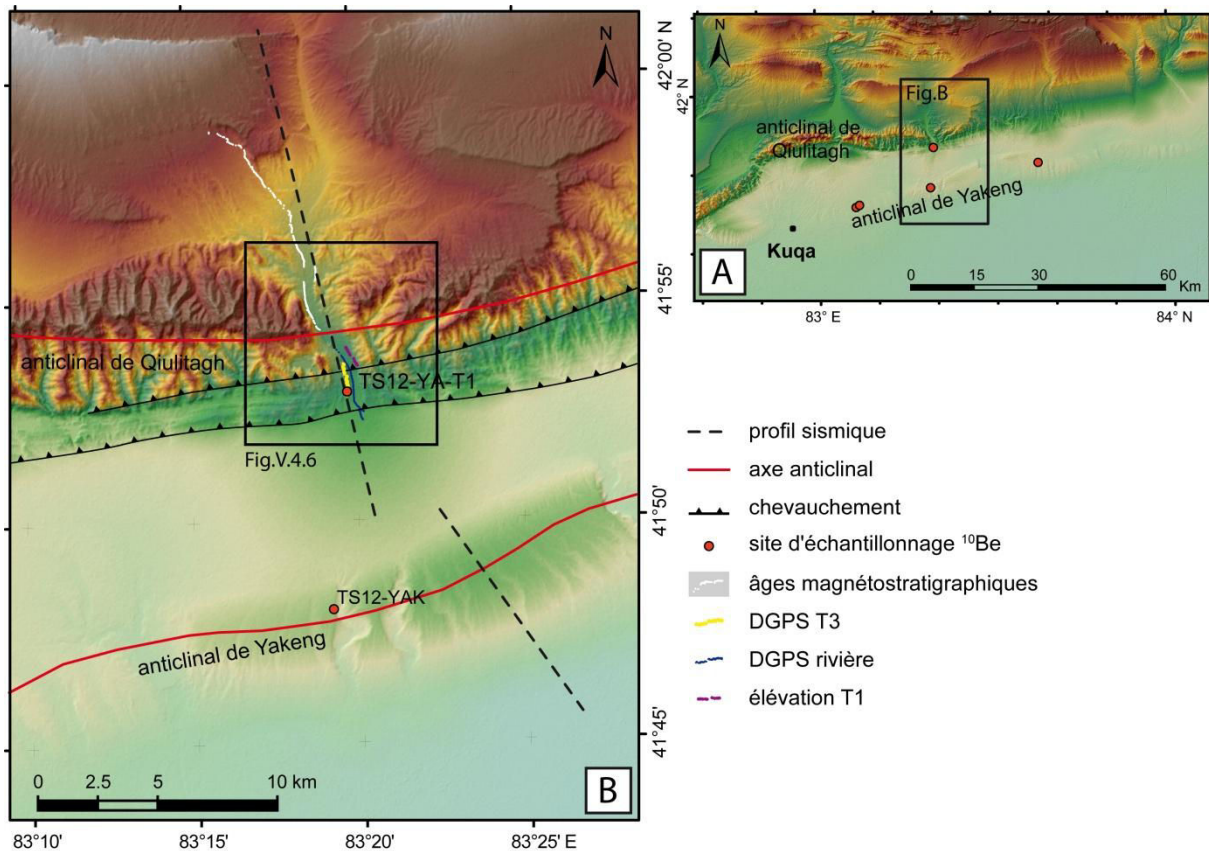 N
42°00' N
41°55'
41°50'
41°45'
anticlinal de Qiulitagh
TS12-YA-T1
Fig.V.4.6
TS12-YAK
anticlinal de Yakeng
0 2.5 5 10 km
B
83°10' 83°15' 83°20' 83°25' E
N
42° N
Fig.B
anticlinal de
Qiulitagh
anticlinal de Yakeng
Kuqa
A
0 15 30 60
Km
83° E 84° N
profil sismique
axe anticlinal
chevauchement
site d'échantillonnage ¹⁰Be
âges magnétostratigraphiques
DGPS T3
DGPS rivière
élévation T1